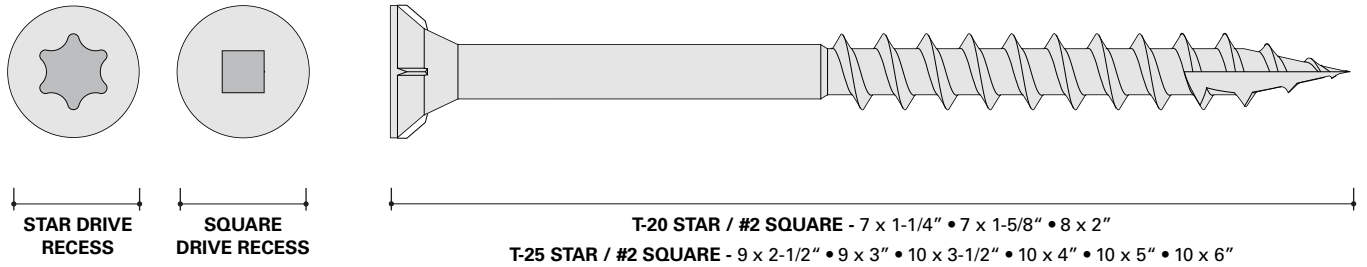 STAR DRIVE
RECESS
SQUARE
DRIVE RECESS
T-20 STAR / #2 SQUARE - 7 x 1-1/4” • 7 x 1-5/8“ • 8 x 2”
T-25 STAR / #2 SQUARE - 9 x 2-1/2“ • 9 x 3” • 10 x 3-1/2“ • 10 x 4” • 10 x 5“ • 10 x 6”